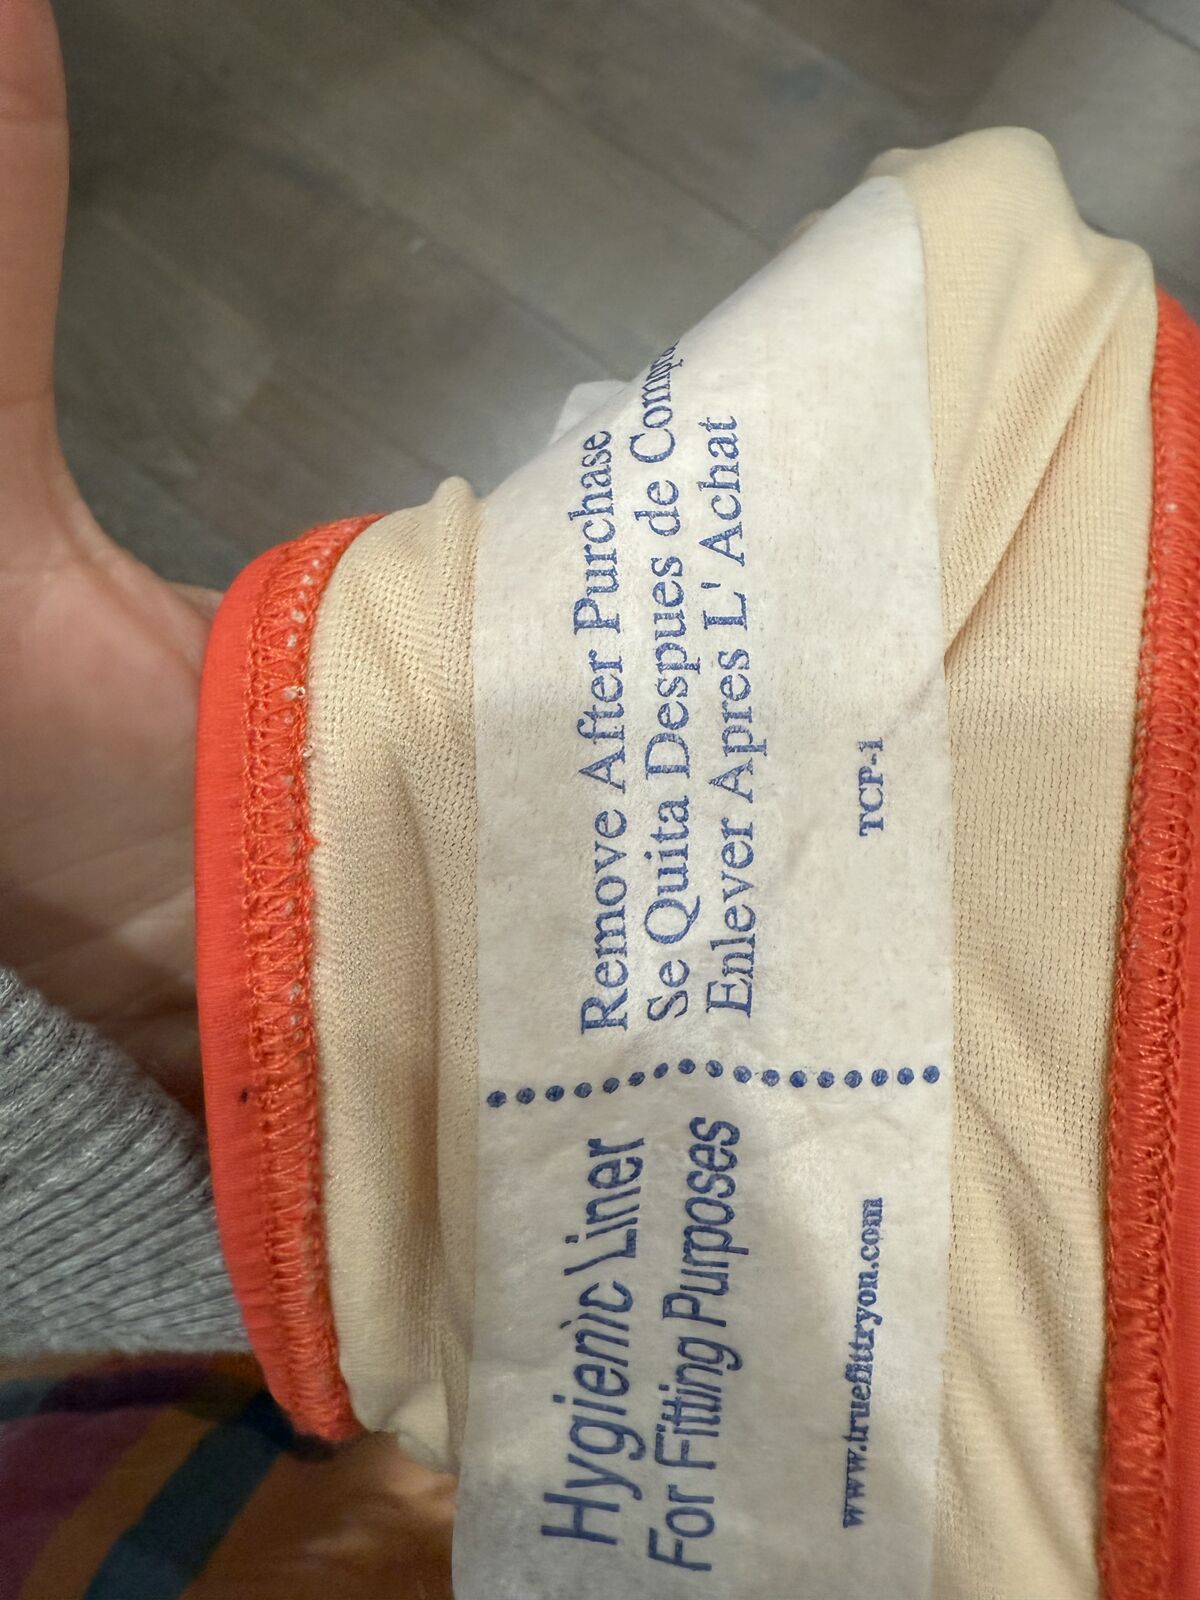 Remove After Purchase
Se Quita Despues de
Enlever Apres L' Achat
TCP-1
Hygienic Liner
For Fitting Purposes
www.truefittryon.com